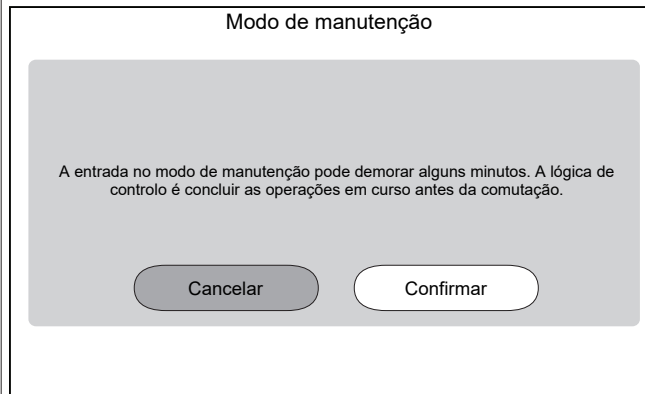 Modo de manutenção
A entrada no modo de manutenção pode demorar alguns minutos. A lógica de
controlo é concluir as operações em curso antes da comutação.
Cancelar
Confirmar